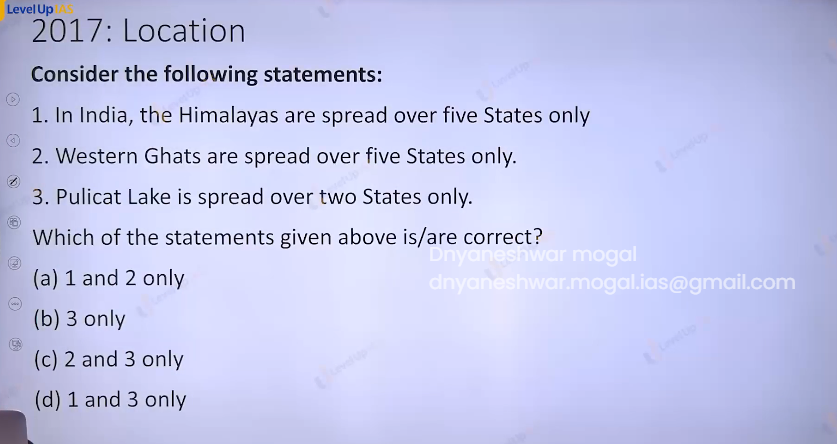 LevelUp IAS
2017: Location
Consider the following statements:
1. In India, the Himalayas are spread over five States only
2. Western Ghats are spread over five States only.
3. Pulicat Lake is spread over two States only.
Which of the statements given above is/are correct?
Dnyaneshwar mogal
dnyaneshwar.mogal.ias@gmail.com
(a) 1 and 2 only
(b) 3 only
(c) 2 and 3 only
(d) 1 and 3 only